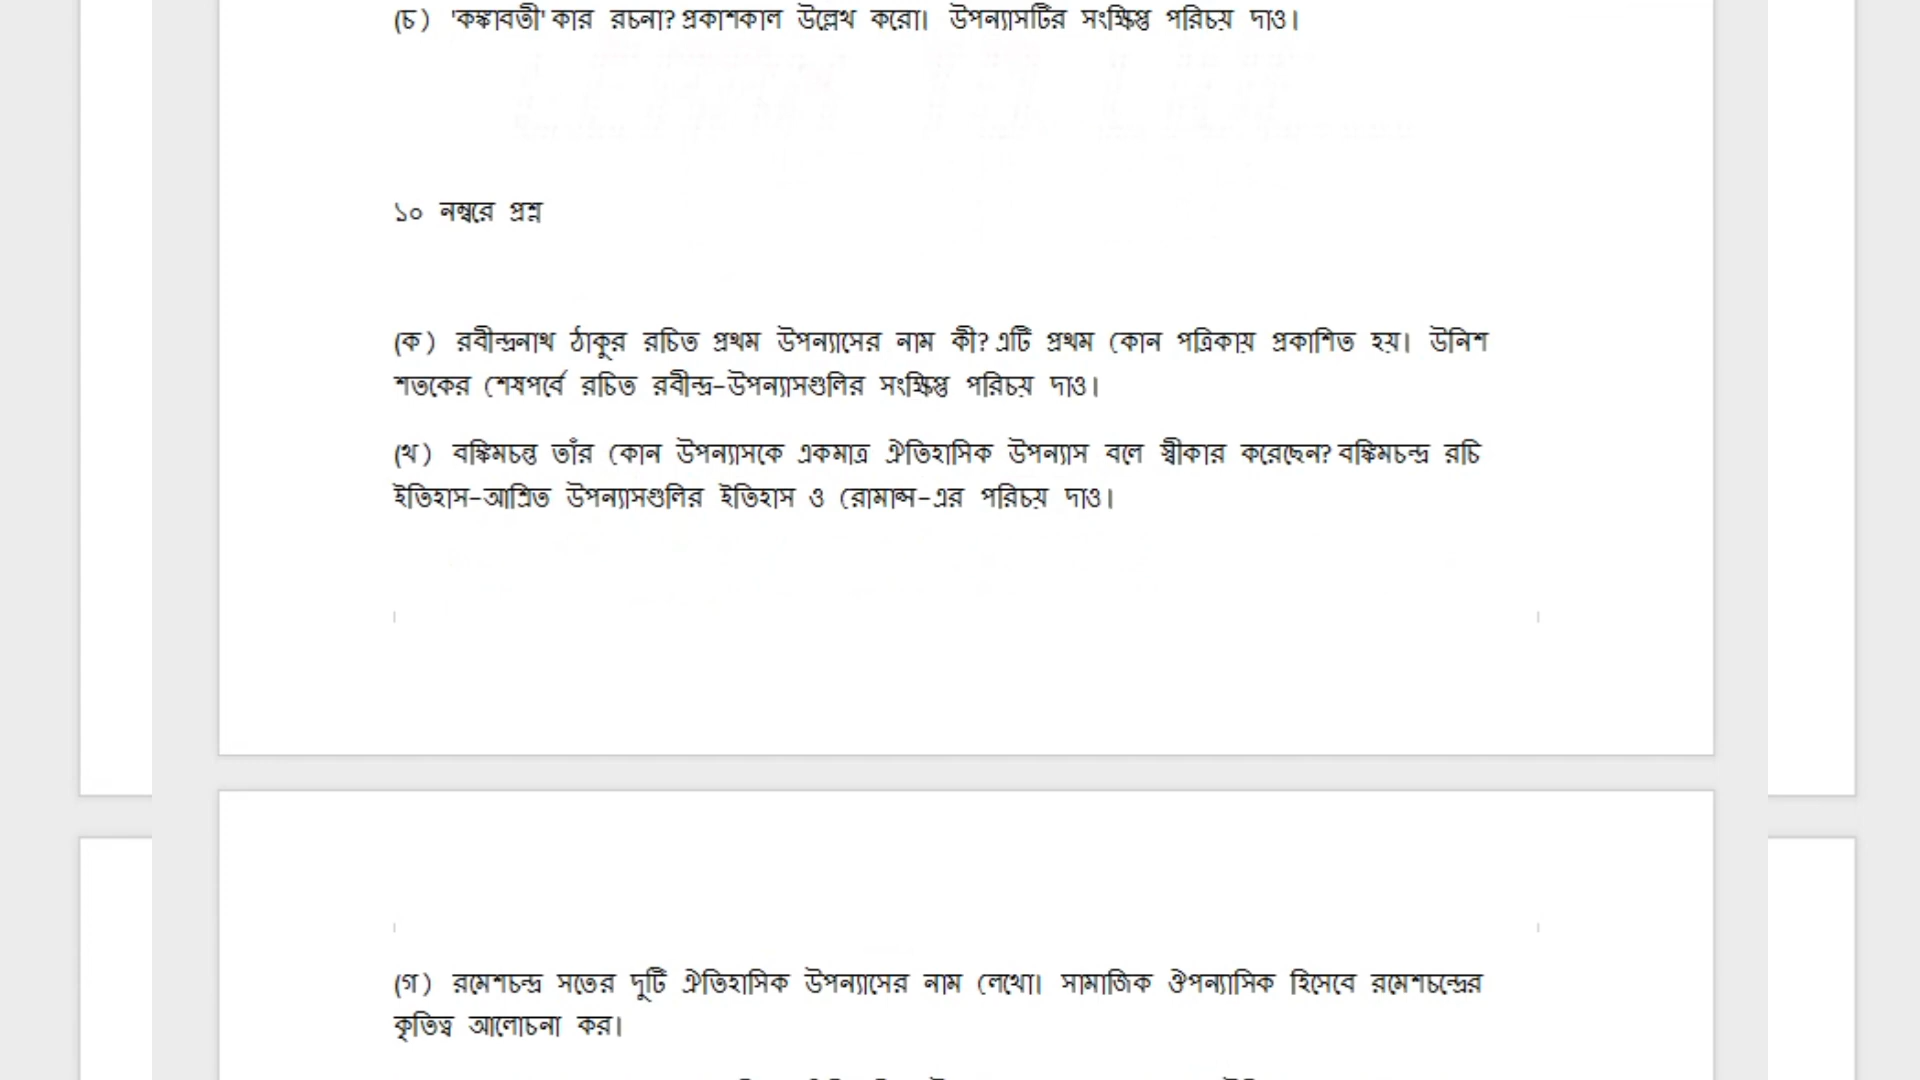 (চ) 'কঙ্কাবতী' কার রচনা? প্রকাশকাল উল্লেখ করো। উপন্যাসটির সংক্ষিপ্ত পরিচয় দাও।
১০ নম্বরে প্রশ্ন
(ক) রবীন্দ্রনাথ ঠাকুর রচিত প্রথম উপন্যাসের নাম কী? এটি প্রথম কোন পত্রিকায় প্রকাশিত হয়। উনিশ
শতকের শেষপর্বে রচিত রবীন্দ্র-উপন্যাসগুলির সংক্ষিপ্ত পরিচয় দাও।
(খ) বঙ্কিমচন্ত তাঁর কোন উপন্যাসকে একমাত্র ঐতিহাসিক উপন্যাস বলে স্বীকার করেছেন? বঙ্কিমচন্দ্র রচি
ইতিহাস-আশ্রিত উপন্যাসগুলির ইতিহাস ও রোমান্স-এর পরিচয় দাও।
(গ) রমেশচন্দ্র সতের দুটি ঐতিহাসিক উপন্যাসের নাম লেখো। সামাজিক ঔপন্যাসিক হিসেবে রমেশচন্দ্রের
কৃতিত্ব আলোচনা কর।